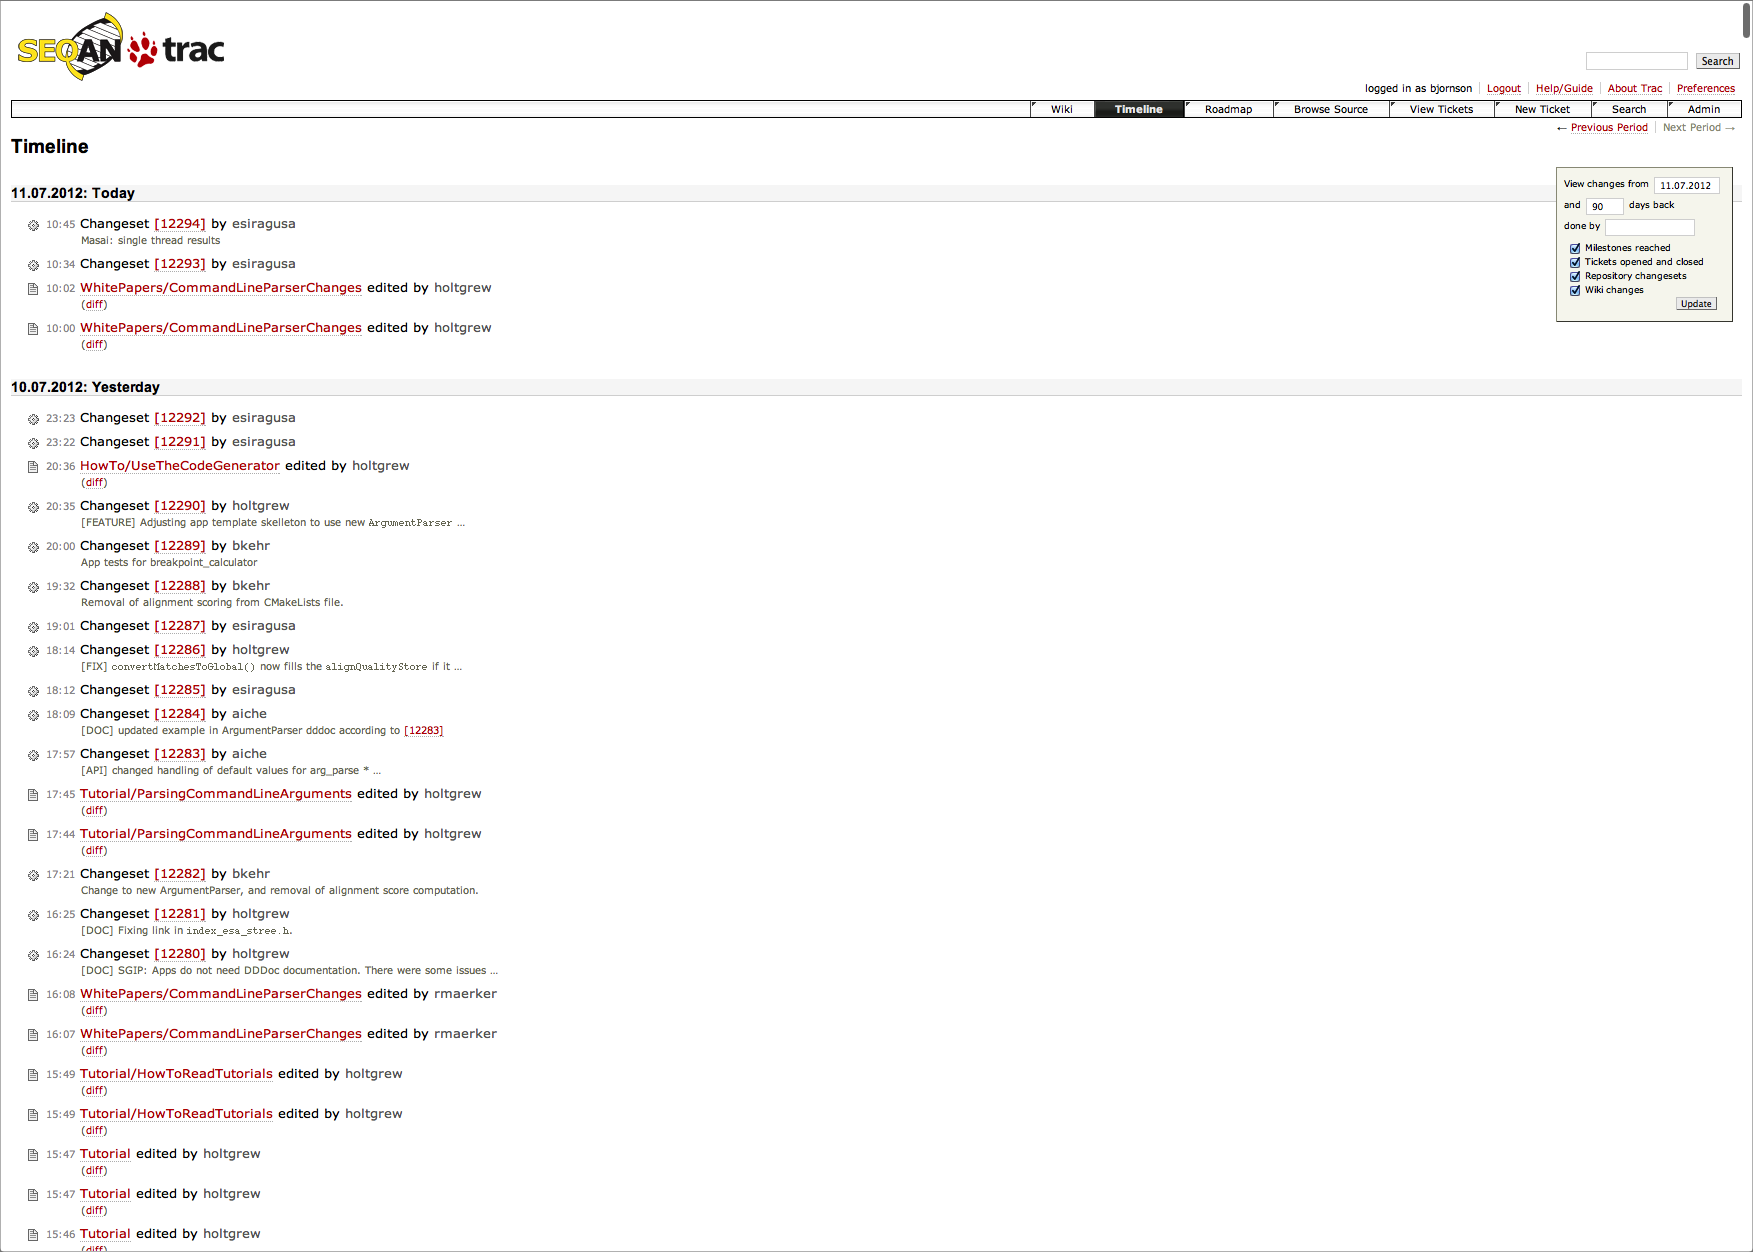 SEQAN trac
Search
logged in as bjornson Logout Help/Guide About Trac Preferences
Wiki Timeline Roadmap Browse Source View Tickets New Ticket Search Admin
← Previous Period Next Period →
Timeline
View changes from 11.07.2012
and 90 days back
done by
Milestones reached
Tickets opened and closed
Repository changesets
Wiki changes
Update
11.07.2012: Today
10:45 Changeset [12294] by esiragusa
Masai: single thread results
10:34 Changeset [12293] by esiragusa
10:02 WhitePapers/CommandLineParserChanges edited by holtgrew
(diff)
10:00 WhitePapers/CommandLineParserChanges edited by holtgrew
(diff)
10.07.2012: Yesterday
23:23 Changeset [12292] by esiragusa
23:22 Changeset [12291] by esiragusa
20:36 HowTo/UseTheCodeGenerator edited by holtgrew
(diff)
20:35 Changeset [12290] by holtgrew
[FEATURE] Adjusting app template skelleton to use new ArgumentParser ...
20:00 Changeset [12289] by bkehr
App tests for breakpoint_calculator
19:32 Changeset [12288] by bkehr
Removal of alignment scoring from CMakeLists file.
19:01 Changeset [12287] by esiragusa
18:14 Changeset [12286] by holtgrew
[FIX] convertMatchesToGlobal() now fills the alignQualityStore if it ...
18:12 Changeset [12285] by esiragusa
18:09 Changeset [12284] by aiche
[DOC] updated example in ArgumentParser dddoc according to [12283]
17:57 Changeset [12283] by aiche
[API] changed handling of default values for arg_parse * ...
17:45 Tutorial/ParsingCommandLineArguments edited by holtgrew
(diff)
17:44 Tutorial/ParsingCommandLineArguments edited by holtgrew
(diff)
17:21 Changeset [12282] by bkehr
Change to new ArgumentParser, and removal of alignment score computation.
16:25 Changeset [12281] by holtgrew
[DOC] Fixing link in index_esa_stree.h.
16:24 Changeset [12280] by holtgrew
[DOC] SGIP: Apps do not need DDDoc documentation. There were some issues ...
16:08 WhitePapers/CommandLineParserChanges edited by rmaerker
(diff)
16:07 WhitePapers/CommandLineParserChanges edited by rmaerker
(diff)
15:49 Tutorial/HowToReadTutorials edited by holtgrew
(diff)
15:49 Tutorial/HowToReadTutorials edited by holtgrew
(diff)
15:47 Tutorial edited by holtgrew
(diff)
15:47 Tutorial edited by holtgrew
(diff)
15:46 Tutorial edited by holtgrew
(diff)